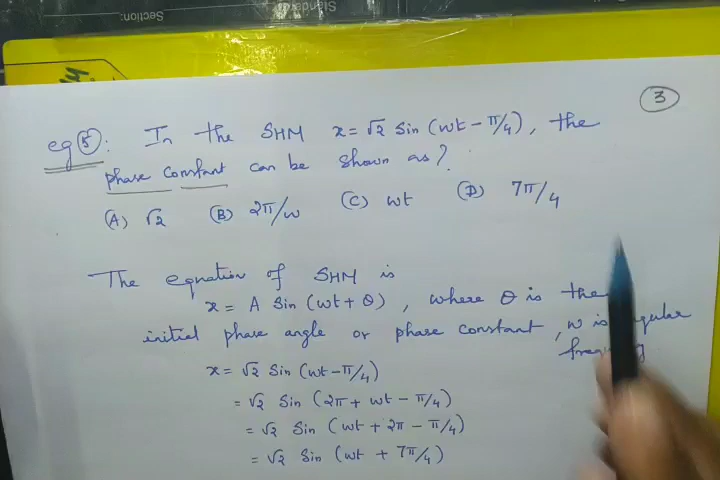 Section:
3
eg 5: In the SHM x = √2 Sin (ωt - π/4), the
phase constant can be shown as?
(A) √2 (B) 2π/ω (C) ωt (D) 7π/4
The equation of SHM is
x = A Sin (ωt + θ), where θ is the
initial phase angle or phase constant, ω is
x = √2 Sin (ωt - π/4)
= √2 Sin (2π + ωt - π/4)
= √2 Sin (ωt + 2π - π/4)
= √2 Sin (ωt + 7π/4)